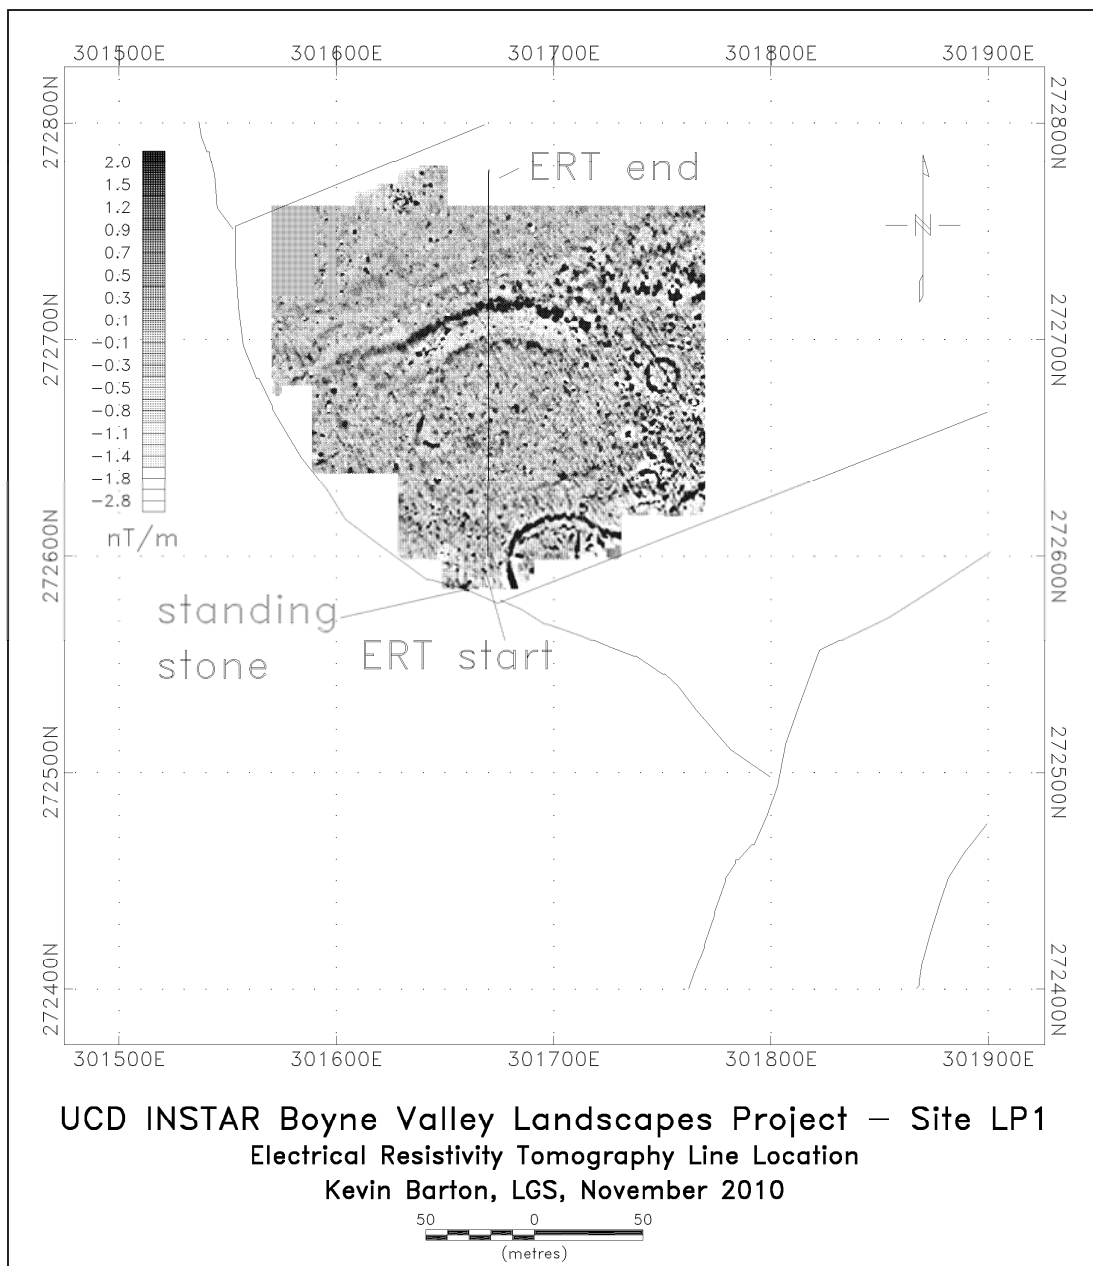 301500E 301600E 301700E 301800E 301900E
272800N
272800N
ERT end
2.0
1.5
1.2
0.9
0.7
0.5
0.3
0.1
-0.1
-0.3
-0.5
-0.8
-1.1
-1.4
-1.8
-2.8
nT/m
N
272700N
272700N
272600N
272600N
standing
stone
ERT start
272500N
272500N
272400N
272400N
301500E 301600E 301700E 301800E 301900E
UCD INSTAR Boyne Valley Landscapes Project – Site LP1
Electrical Resistivity Tomography Line Location
Kevin Barton, LGS, November 2010
50 0 50
(metres)